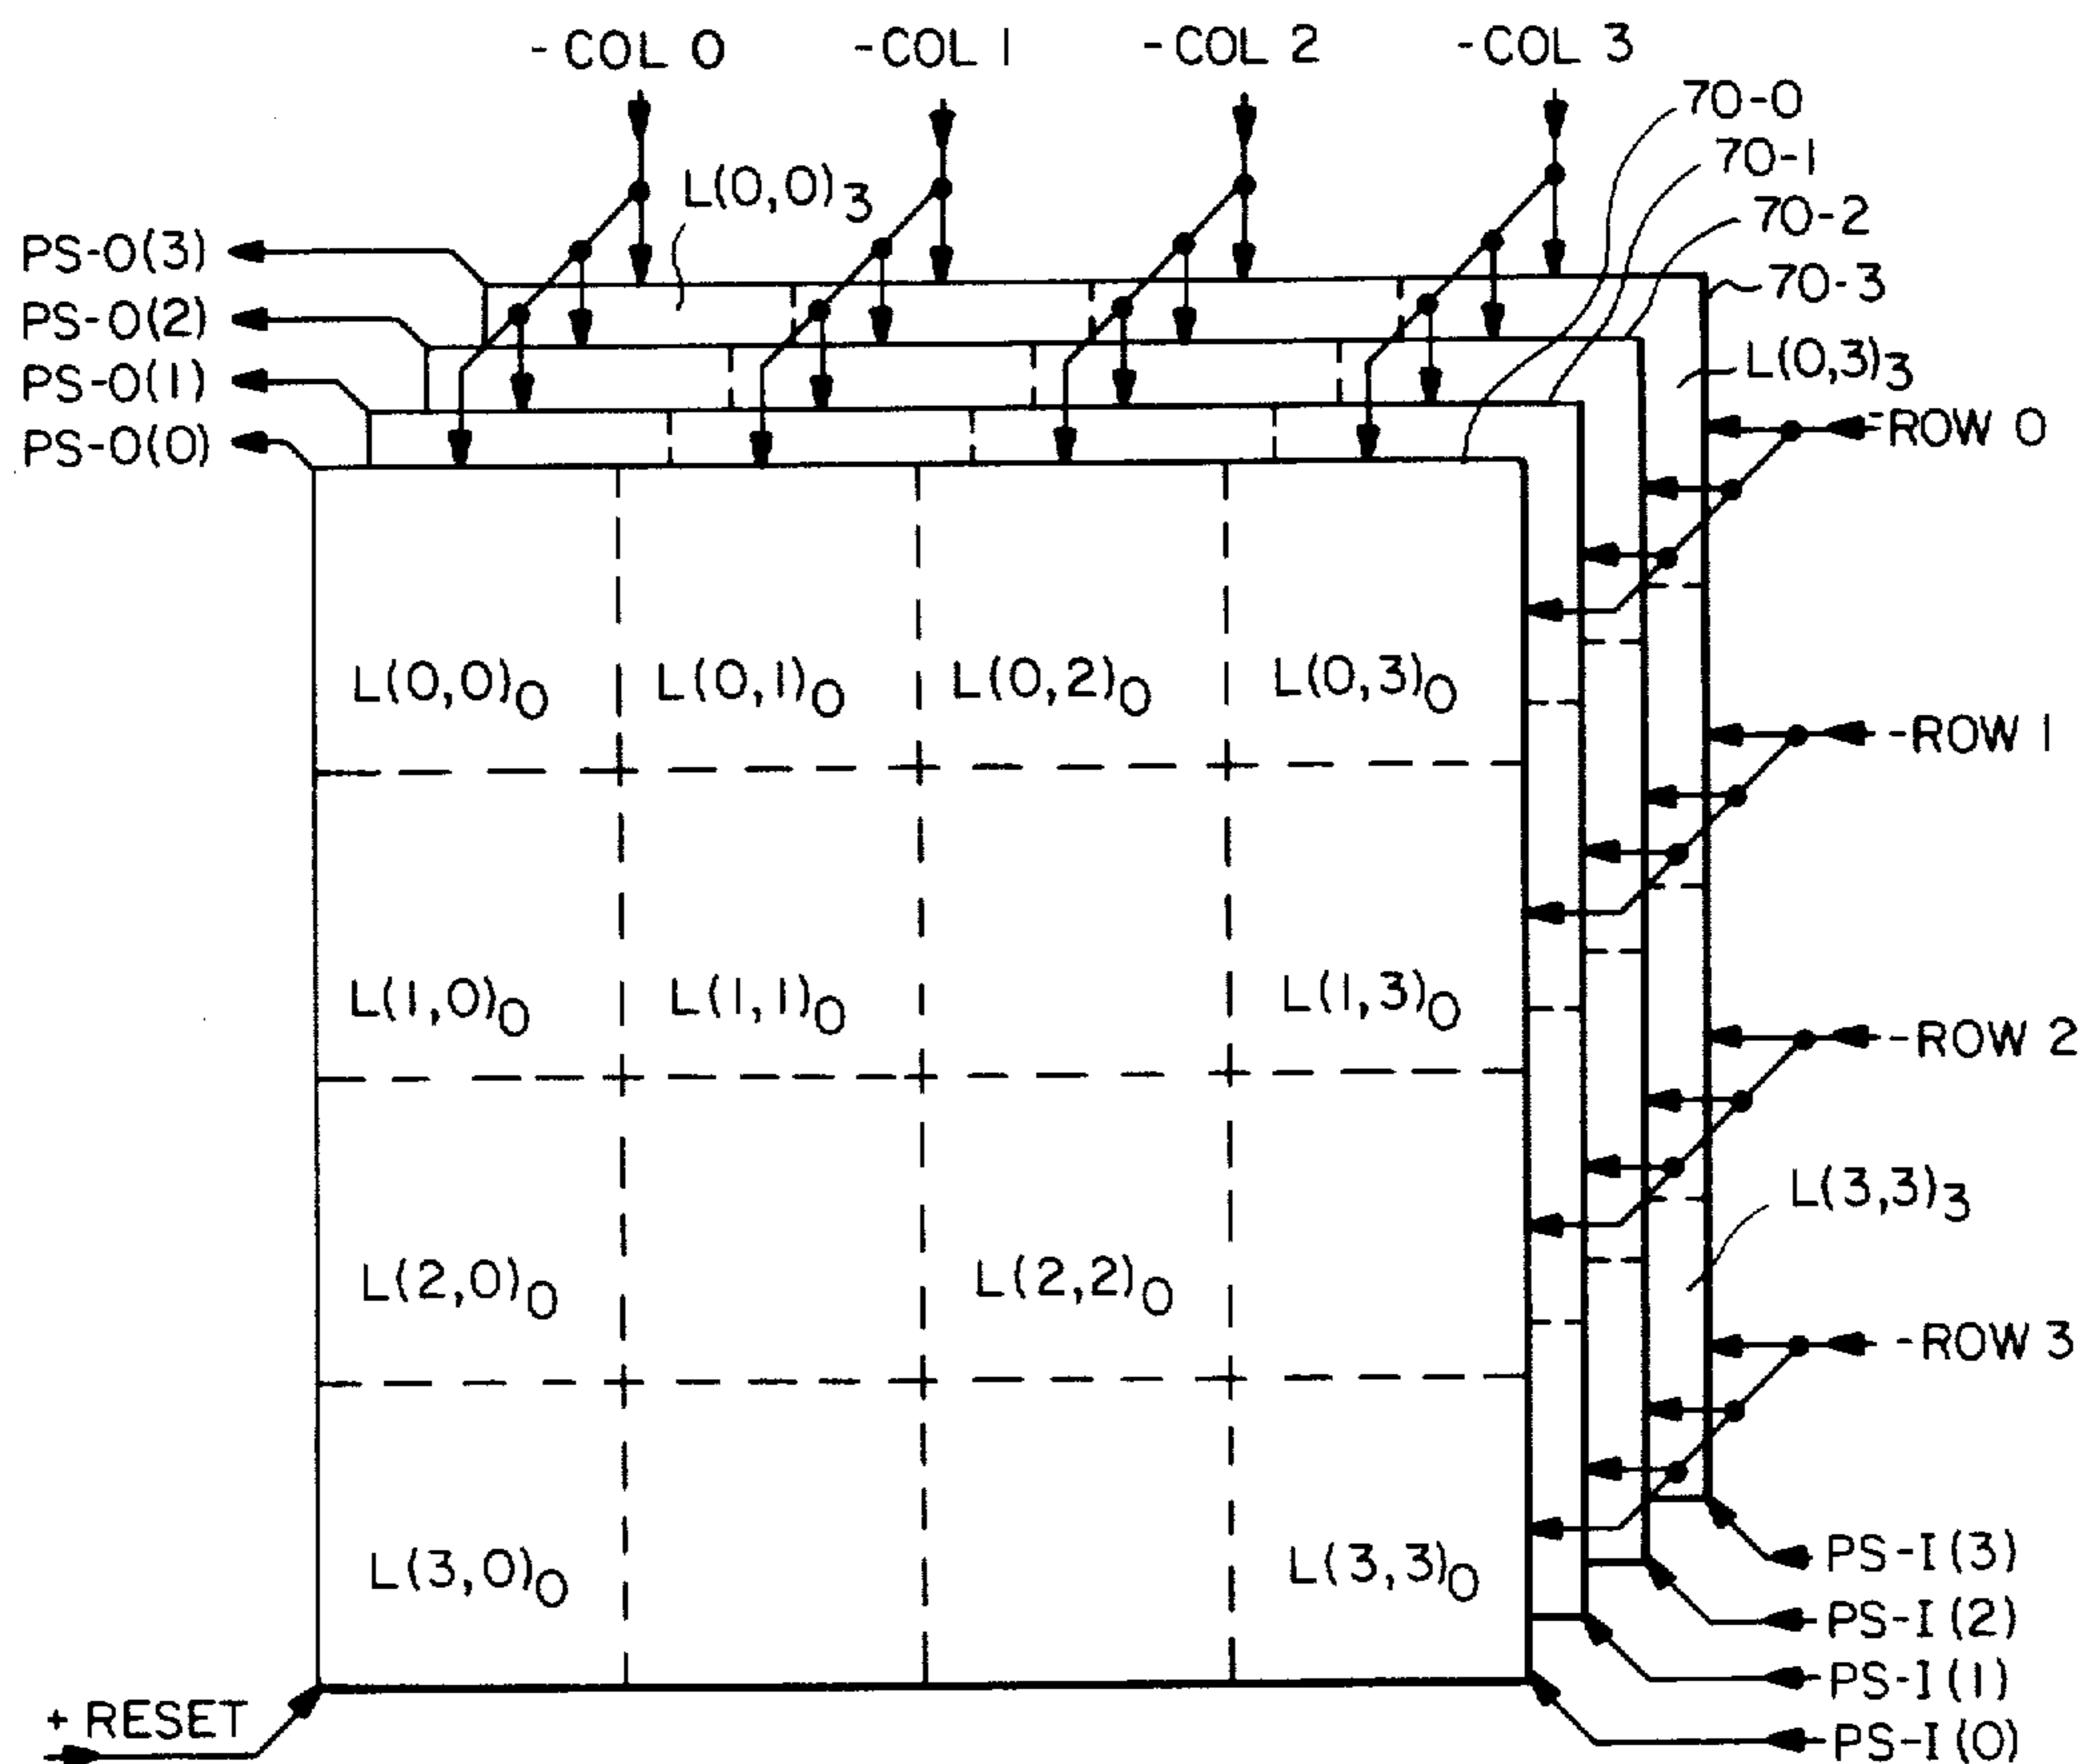 - COL 0 - COL 1 - COL 2 - COL 3
70-0
70-1
L(0,0)3
70-2
PS-O(3)
70-3
PS-O(2)
L(0,3)3
PS-O(1)
-ROW 0
PS-O(0)
L(0,0)0 L(0,1)0 L(0,2)0 L(0,3)0
-ROW 1
L(1,0)0 L(1,1)0 L(1,3)0
-ROW 2
L(3,3)3
L(2,0)0 L(2,2)0
-ROW 3
L(3,0)0 L(3,3)0
PS-I(3)
PS-I(2)
PS-I(1)
+ RESET
PS-I(0)